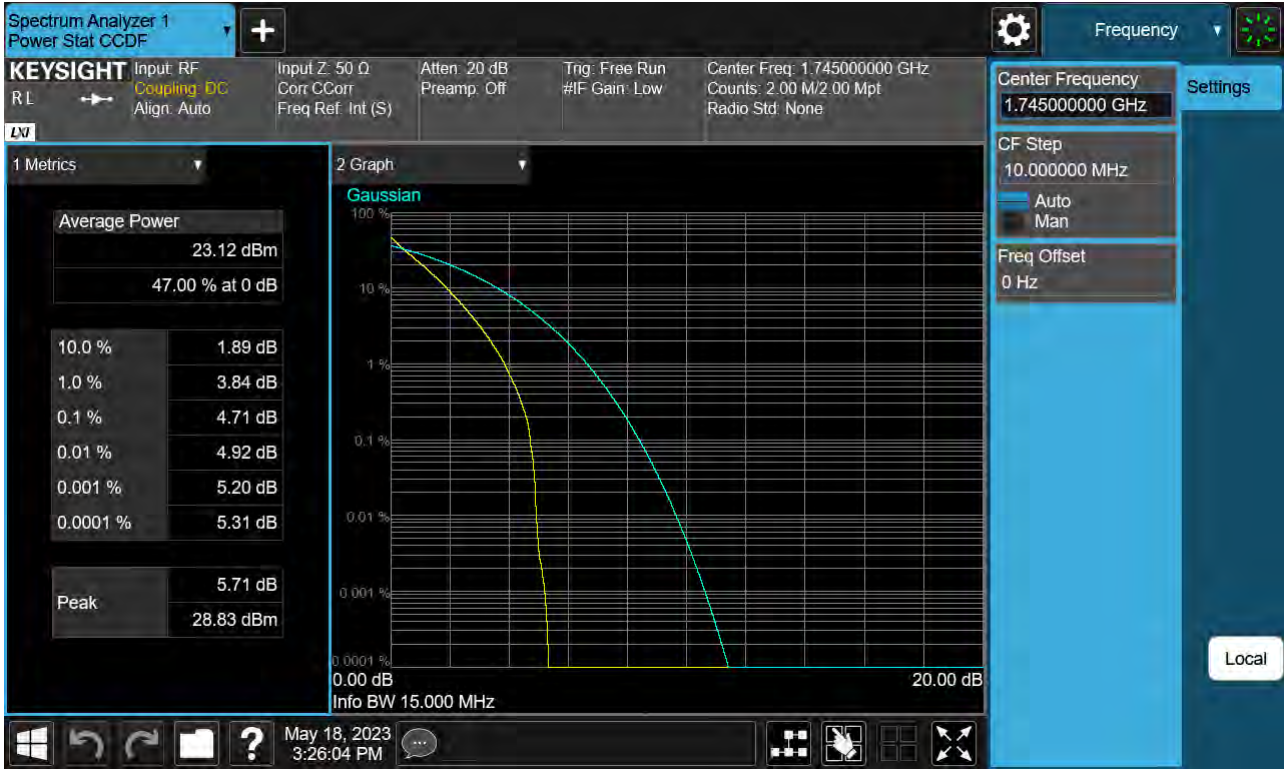 Spectrum Analyzer 1
Power Stat CCDF
Frequency
KEYSIGHT
R L
LXI
Input: RF
Coupling: DC
Align: Auto
Input Z: 50 Ω
Corr CCorr
Freq Ref: Int (S)
Atten: 20 dB
Preamp: Off
Trig: Free Run
#IF Gain: Low
Center Freq: 1.745000000 GHz
Counts: 2.00 M/2.00 Mpt
Radio Std: None
Center Frequency
1.745000000 GHz
Settings
CF Step
10.000000 MHz
Auto
Man
Freq Offset
0 Hz
1 Metrics
Average Power
23.12 dBm
47.00 % at 0 dB
10.0 % 1.89 dB
1.0 % 3.84 dB
0.1 % 4.71 dB
0.01 % 4.92 dB
0.001 % 5.20 dB
0.0001 % 5.31 dB
Peak
5.71 dB
28.83 dBm
2 Graph
Gaussian
100 %
10 %
1 %
0.1 %
0.01 %
0.001 %
0.0001 %
0.00 dB 20.00 dB
Info BW 15.000 MHz
Local
?
May 18, 2023
3:26:04 PM